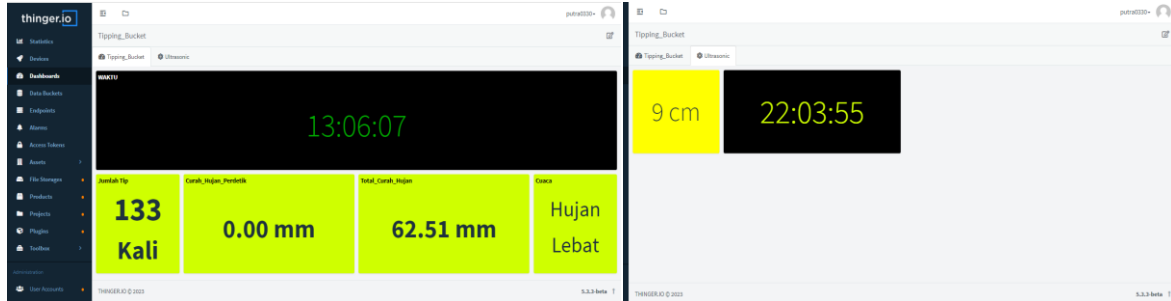 thinger.io
putra0330
Statistics
Devices
Dashboards
Data Buckets
Endpoints
Alarms
Access Tokens
Assets
File Storages
Products
Projects
Plugins
Toolbox
Administration
User Accounts
Tipping_Bucket
Tipping_Bucket
Ultrasonic
WAKTU
13:06:07
Jumlah Tip
133
Kali
Curah_Hujan_Perdetik
0.00 mm
Total_Curah_Hujan
62.51 mm
Cuaca
Hujan
Lebat
THINGER.IO © 2023
5.3.3-beta
putra0330
Tipping_Bucket
Tipping_Bucket
Ultrasonic
9 cm
22:03:55
THINGER.IO © 2023
5.3.3-beta